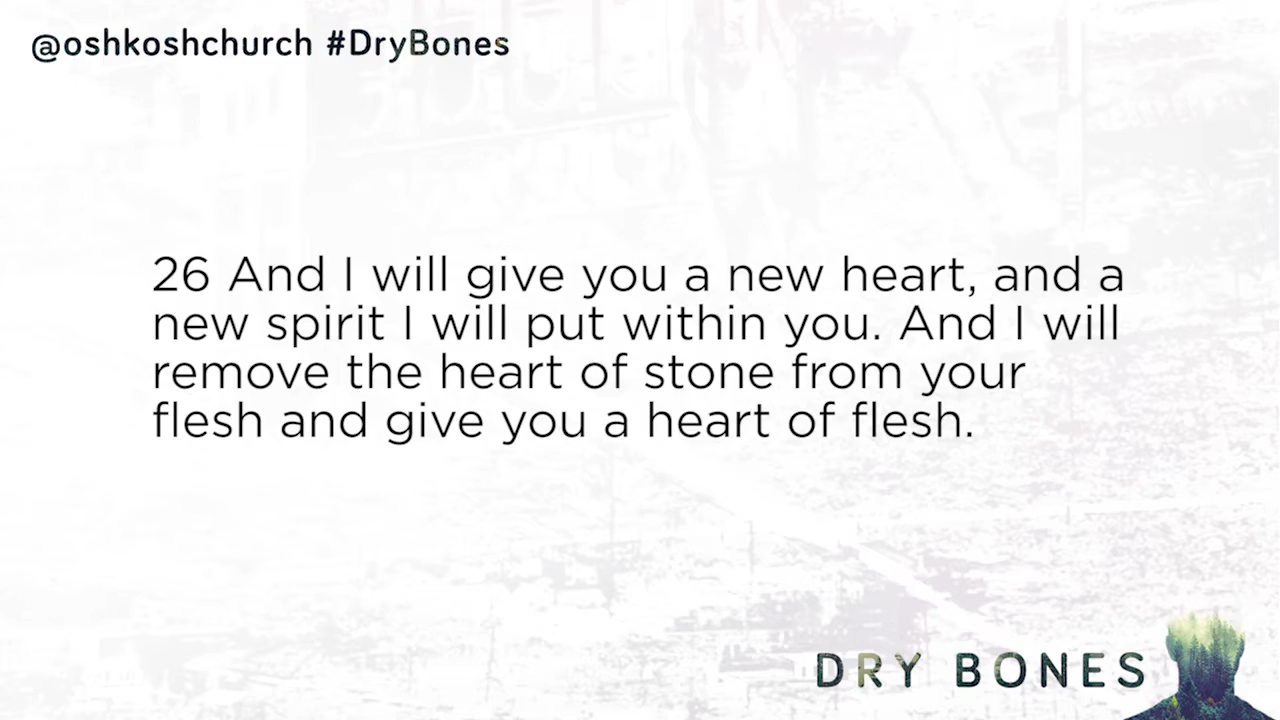 @oshkoshchurch #DryBones
26 And I will give you a new heart, and a
new spirit I will put within you. And I will
remove the heart of stone from your
flesh and give you a heart of flesh.
DRY BONES